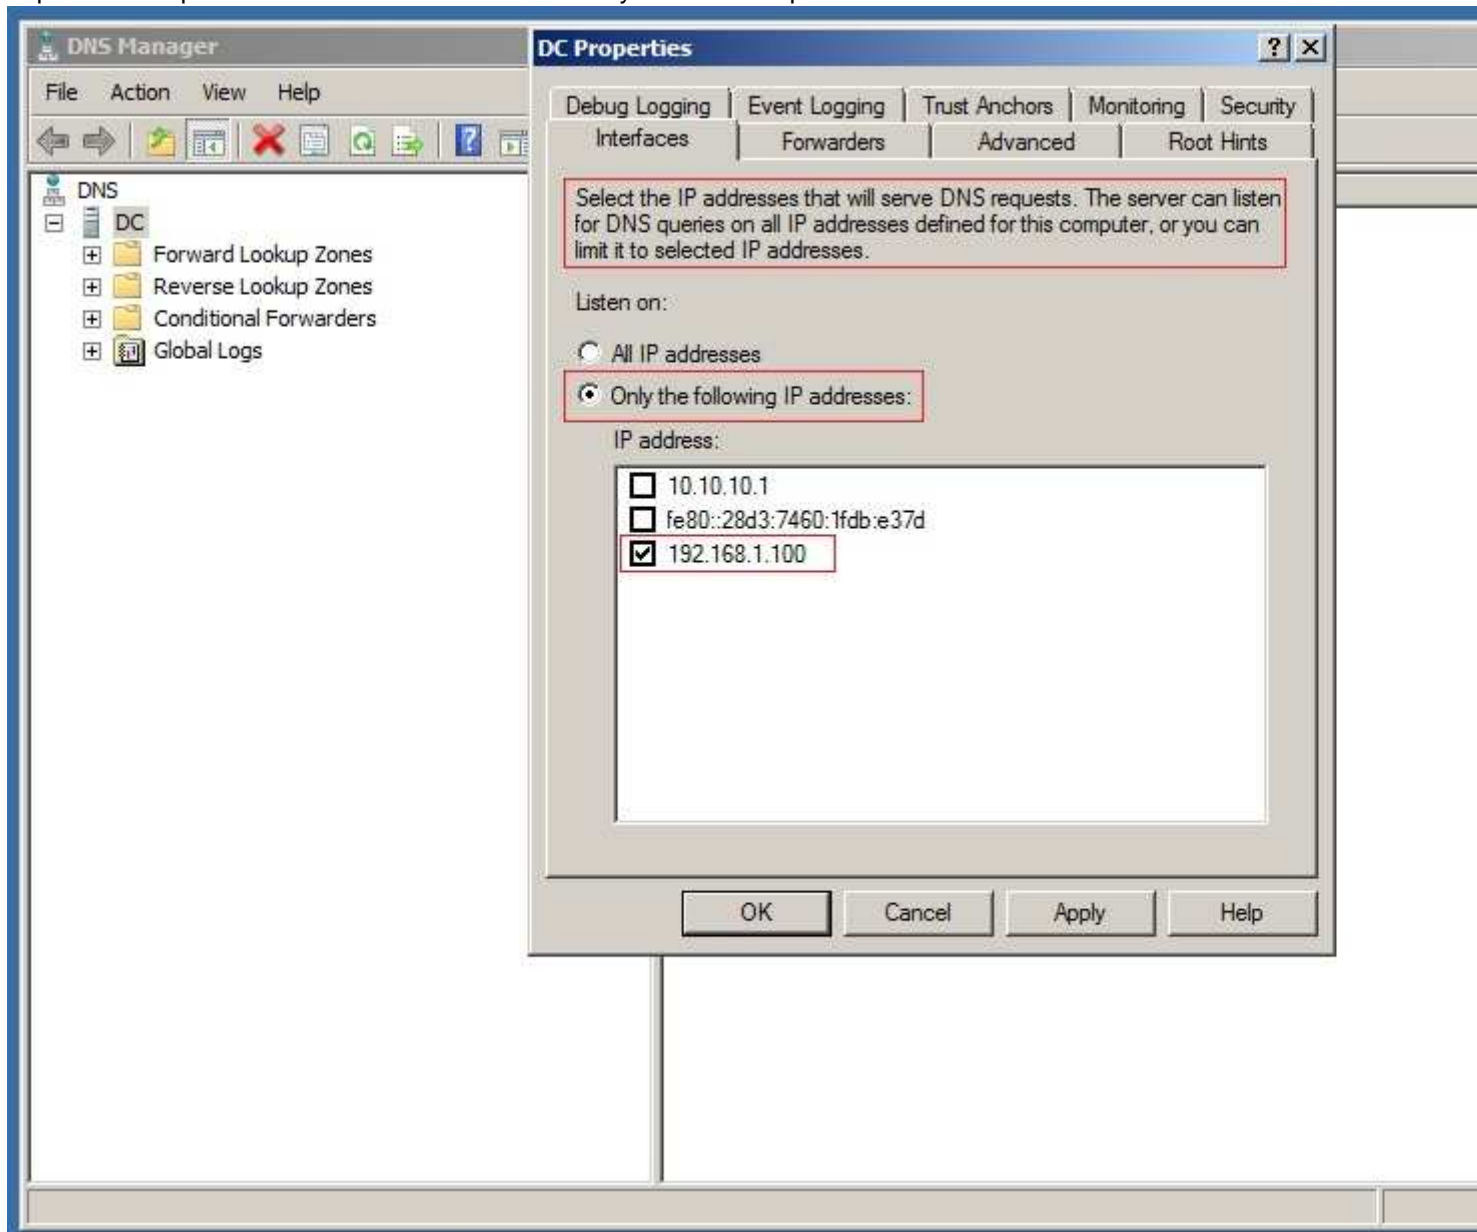 DNS Manager
File Action View Help
DNS
DC
Forward Lookup Zones
Reverse Lookup Zones
Conditional Forwarders
Global Logs
DC Properties
Debug Logging Event Logging Trust Anchors Monitoring Security
Interfaces Forwarders Advanced Root Hints
Select the IP addresses that will serve DNS requests. The server can listen
for DNS queries on all IP addresses defined for this computer, or you can
limit it to selected IP addresses.
Listen on:
All IP addresses
Only the following IP addresses:
IP address:
10.10.10.1
fe80::28d3:7460:1fdb:e37d
192.168.1.100
OK Cancel Apply Help